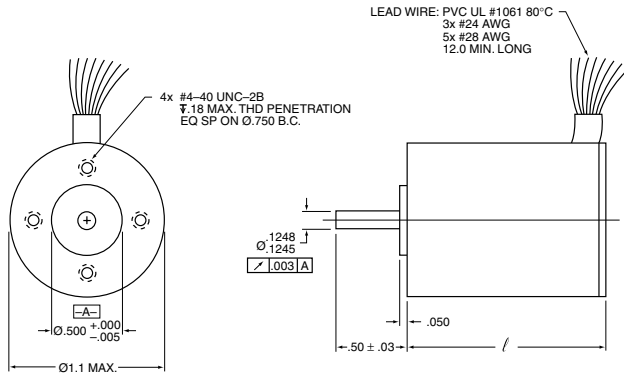 LEAD WIRE: PVC UL #1061 80°C
3x #24 AWG
5x #28 AWG
12.0 MIN. LONG
4x #4–40 UNC–2B
↧.18 MAX. THD PENETRATION
EQ SP ON Ø.750 B.C.
Ø.1248
.1245
↗ .003 A
–A–
Ø.500 +.000
–.005
Ø1.1 MAX.
.050
.50 ± .03
ℓ